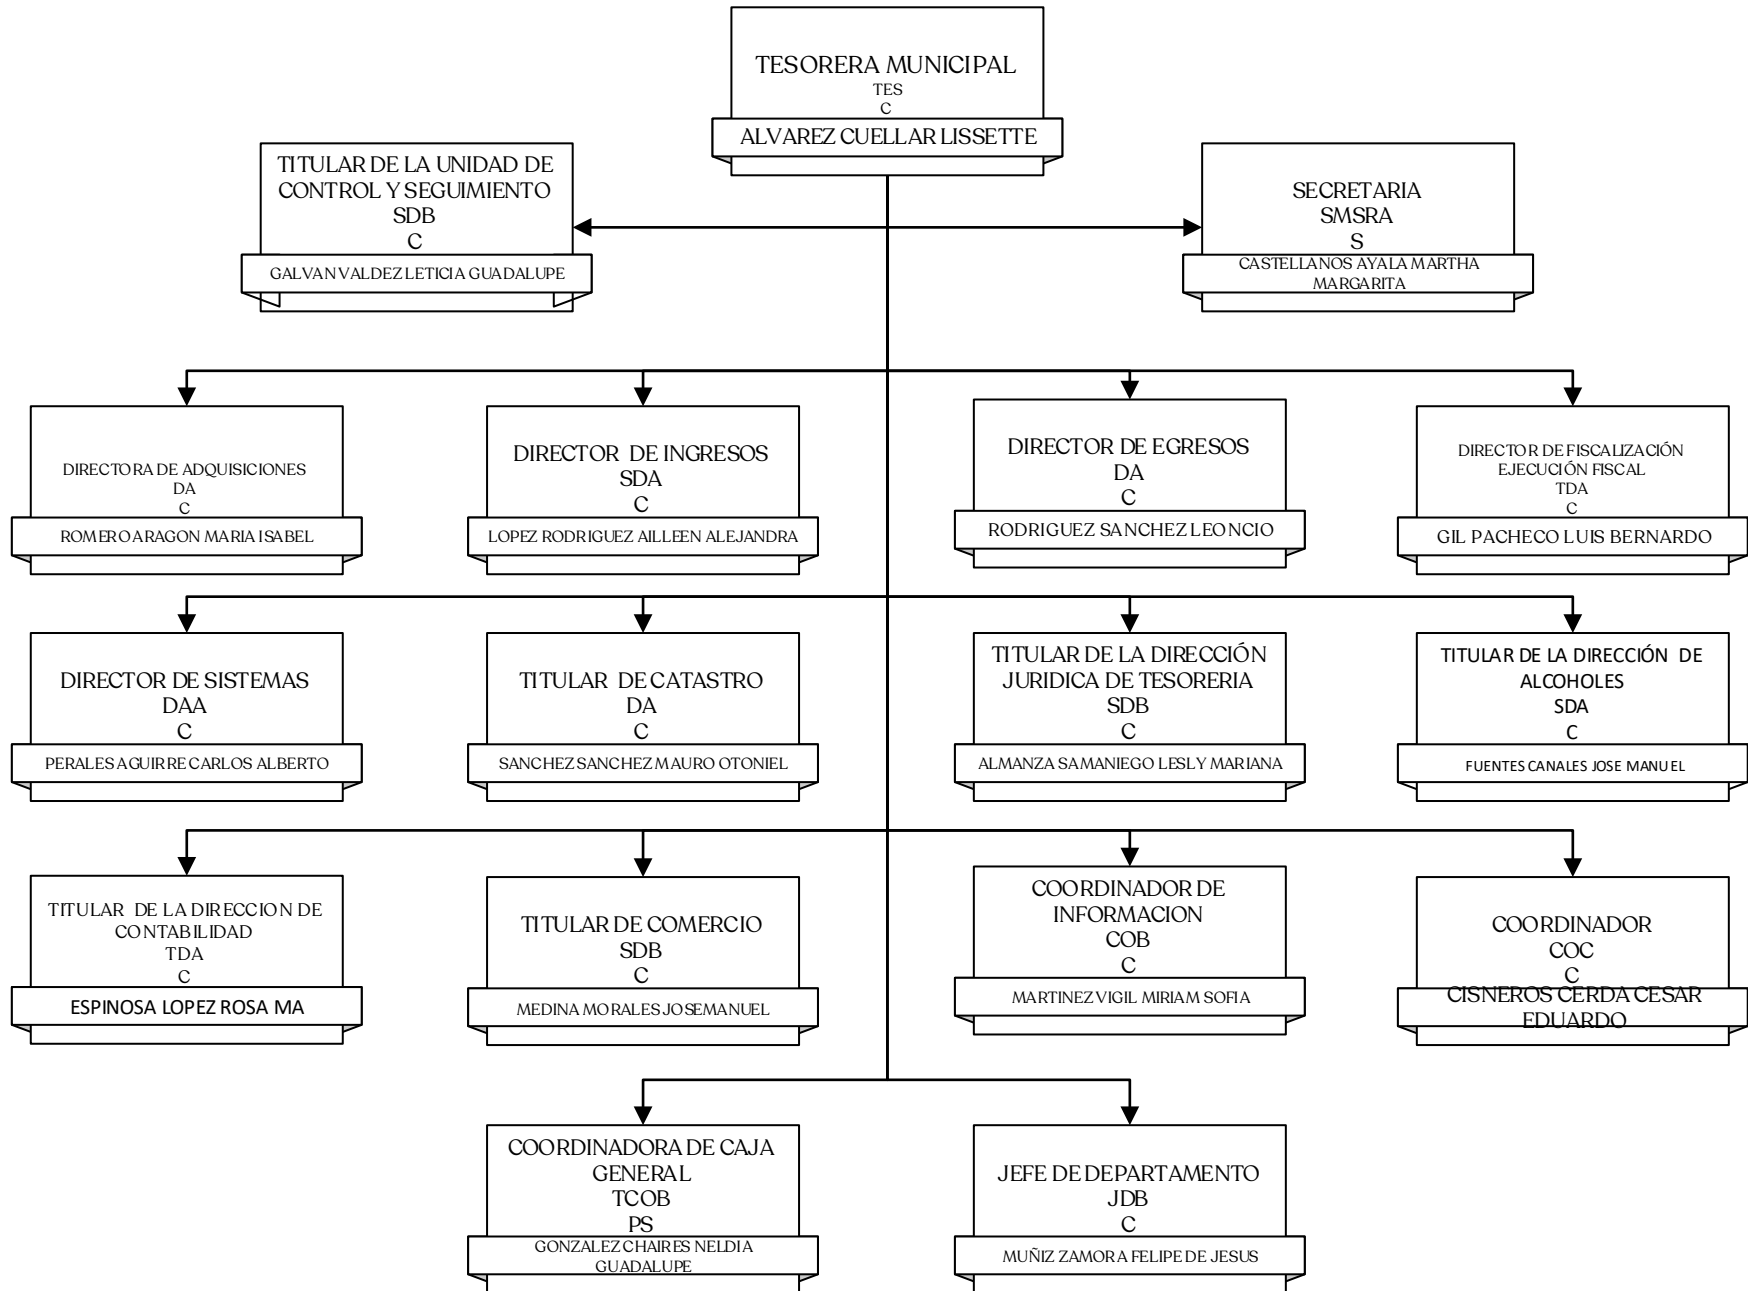 TESORERA MUNICIPAL
TES
C
ALVAREZ CUELLAR LISSETTE
TITULAR DE LA UNIDAD DE
CONTROL Y SEGUIMIENTO
SDB
C
GALVAN VALDEZ LETICIA GUADALUPE
SECRETARIA
SMSRA
S
CASTELLANOS AYALA MARTHA
MARGARITA
DIRECTORA DE ADQUISICIONES
DA
C
ROMERO ARAGON MARIA ISABEL
DIRECTOR DE INGRESOS
SDA
C
LOPEZ RODRIGUEZ AILLEEN ALEJANDRA
DIRECTOR DE EGRESOS
DA
C
RODRIGUEZ SANCHEZ LEONCIO
DIRECTOR DE FISCALIZACIÓN
EJECUCIÓN FISCAL
TDA
C
GIL PACHECO LUIS BERNARDO
DIRECTOR DE SISTEMAS
DAA
C
PERALES AGUIRRE CARLOS ALBERTO
TITULAR DE CATASTRO
DA
C
SANCHEZ SANCHEZ MAURO OTONIEL
TITULAR DE LA DIRECCIÓN
JURIDICA DE TESORERIA
SDB
C
ALMANZA SAMANIEGO LESLY MARIANA
TITULAR DE LA DIRECCIÓN DE
ALCOHOLES
SDA
C
FUENTES CANALES JOSE MANUEL
TITULAR DE LA DIRECCION DE
CONTABILIDAD
TDA
C
ESPINOSA LOPEZ ROSA MA
TITULAR DE COMERCIO
SDB
C
MEDINA MORALES JOSEMANUEL
COORDINADOR DE
INFORMACION
COB
C
MARTINEZ VIGIL MIRIAM SOFIA
COORDINADOR
COC
C
CISNEROS CERDA CESAR
EDUARDO
COORDINADORA DE CAJA
GENERAL
TCOB
PS
GONZALEZ CHAIRES NELDIA
GUADALUPE
JEFE DE DEPARTAMENTO
JDB
C
MUÑIZ ZAMORA FELIPE DE JESUS